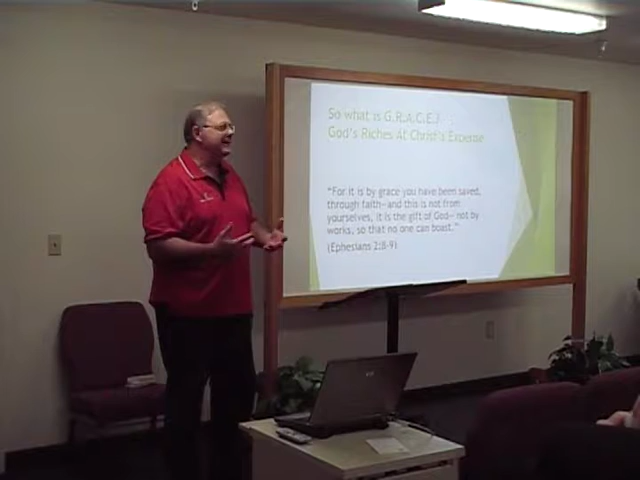 So what is G.R.A.C.E.?
God's Riches At Christ's Expense
"For it is by grace you have been saved,
through faith—and this is not from
yourselves, it is the gift of God— not by
works, so that no one can boast."
(Ephesians 2:8-9)